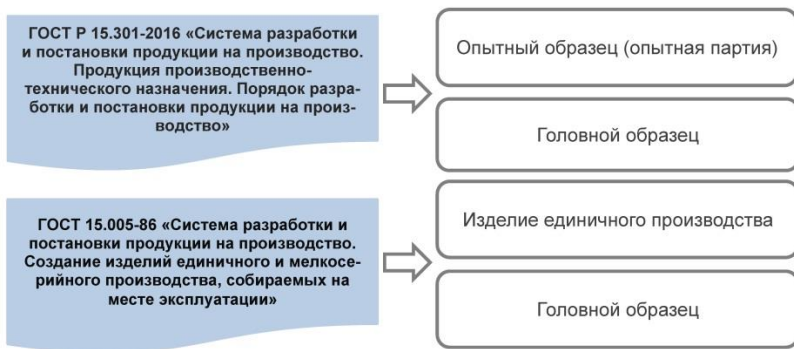 ГОСТ Р 15.301-2016 «Система разработки
и постановки продукции на производство.
Продукция производственно-
технического назначения. Порядок разра-
ботки и постановки продукции на произ-
водство»
Опытный образец (опытная партия)
Головной образец
ГОСТ 15.005-86 «Система разработки и
постановки продукции на производство.
Создание изделий единичного и мелкосе-
рийного производства, собираемых на
месте эксплуатации»
Изделие единичного производства
Головной образец